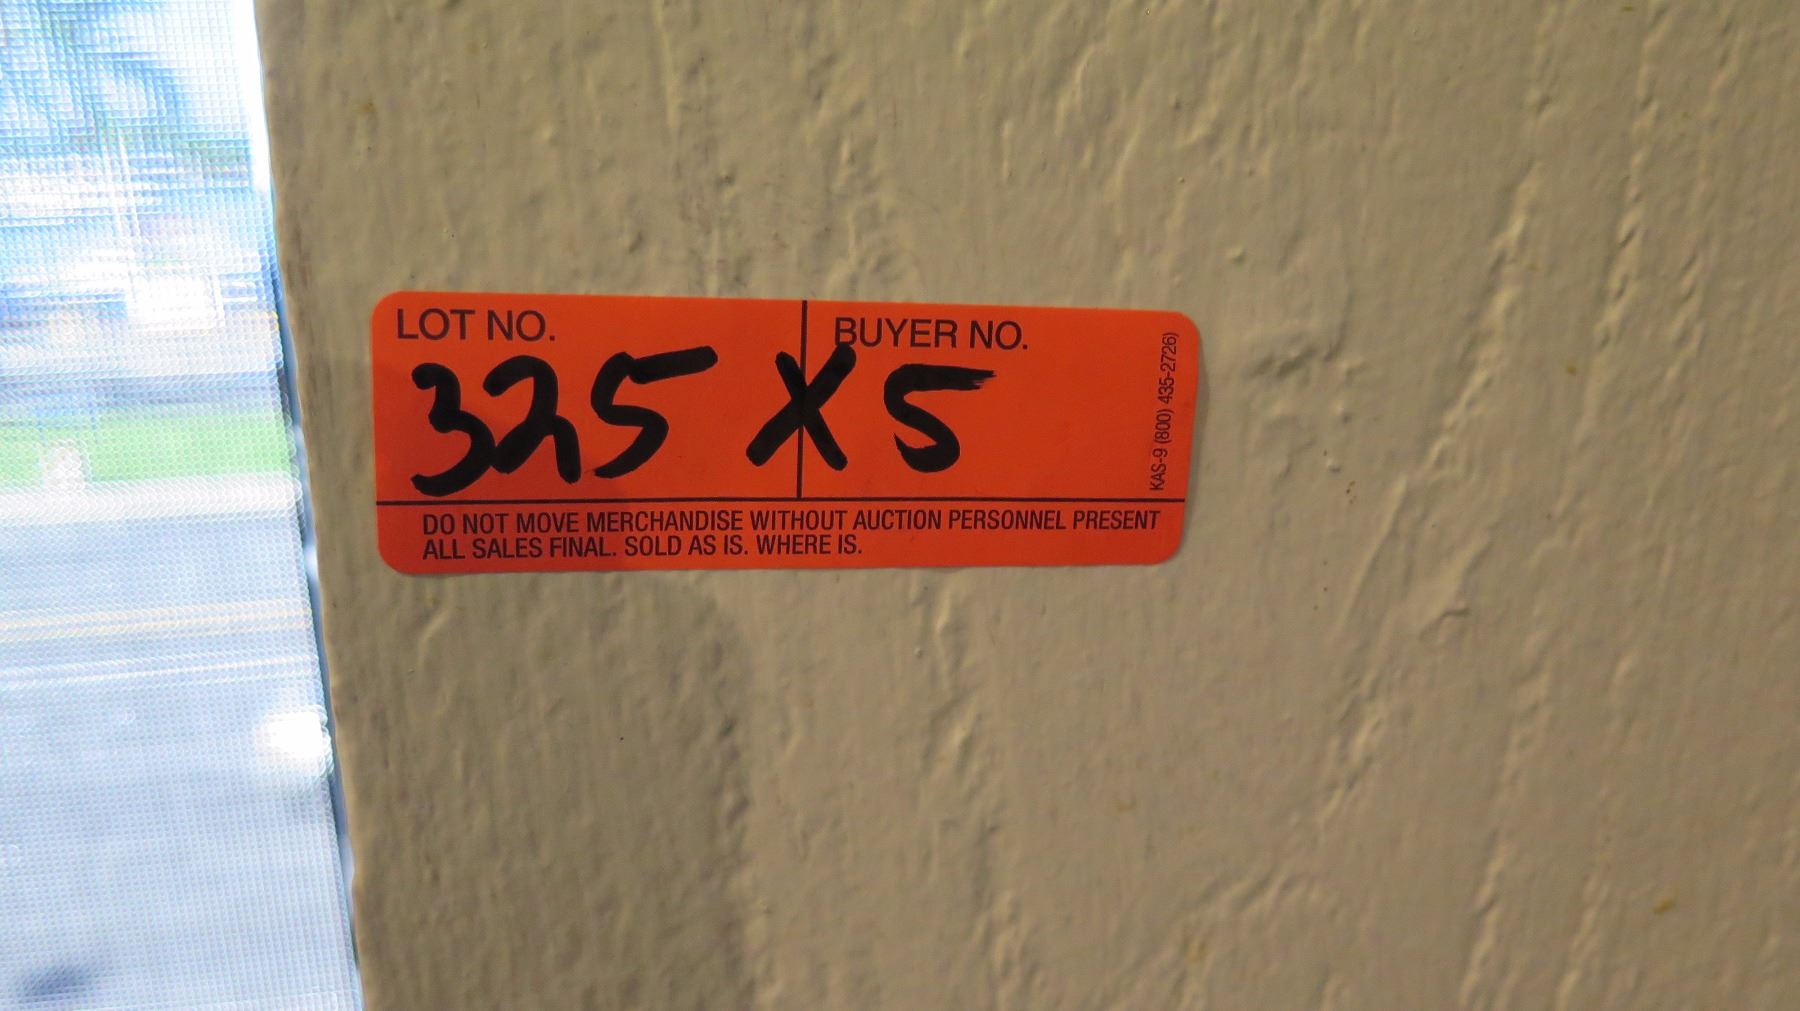 LOT NO. BUYER NO.
325 X 5
KAS-9 (800) 435-2726)
DO NOT MOVE MERCHANDISE WITHOUT AUCTION PERSONNEL PRESENT
ALL SALES FINAL. SOLD AS IS. WHERE IS.